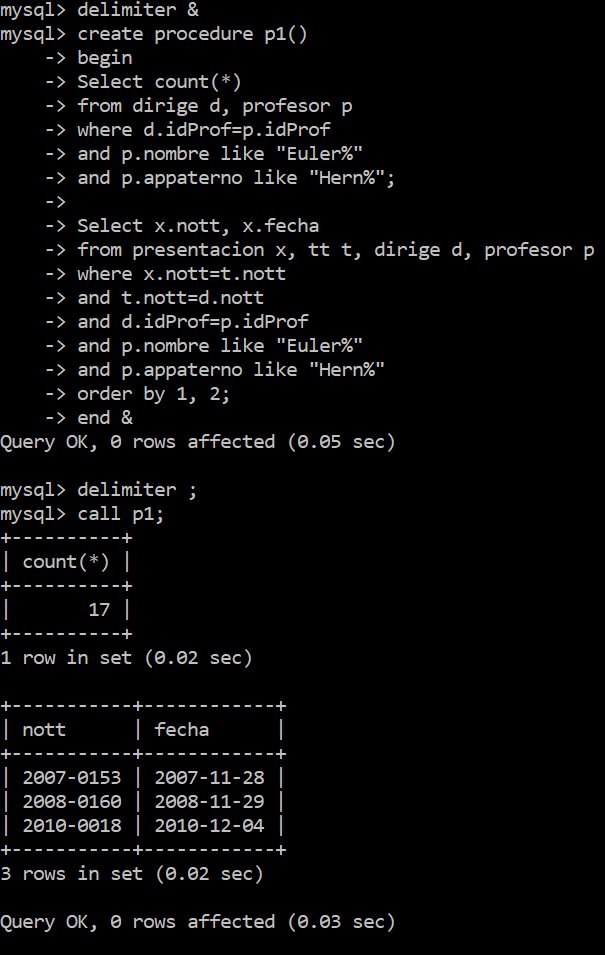 mysql> delimiter &
mysql> create procedure p1()
    -> begin
    -> Select count(*)
    -> from dirige d, profesor p
    -> where d.idProf=p.idProf
    -> and p.nombre like "Euler%"
    -> and p.appaterno like "Hern%";
    ->
    -> Select x.nott, x.fecha
    -> from presentacion x, tt t, dirige d, profesor p
    -> where x.nott=t.nott
    -> and t.nott=d.nott
    -> and d.idProf=p.idProf
    -> and p.nombre like "Euler%"
    -> and p.appaterno like "Hern%"
    -> order by 1, 2;
    -> end &
Query OK, 0 rows affected (0.05 sec)

mysql> delimiter ;
mysql> call p1;
+----------+
| count(*) |
+----------+
|       17 |
+----------+
1 row in set (0.02 sec)

+-----------+------------+
| nott      | fecha      |
+-----------+------------+
| 2007-0153 | 2007-11-28 |
| 2008-0160 | 2008-11-29 |
| 2010-0018 | 2010-12-04 |
+-----------+------------+
3 rows in set (0.02 sec)

Query OK, 0 rows affected (0.03 sec)